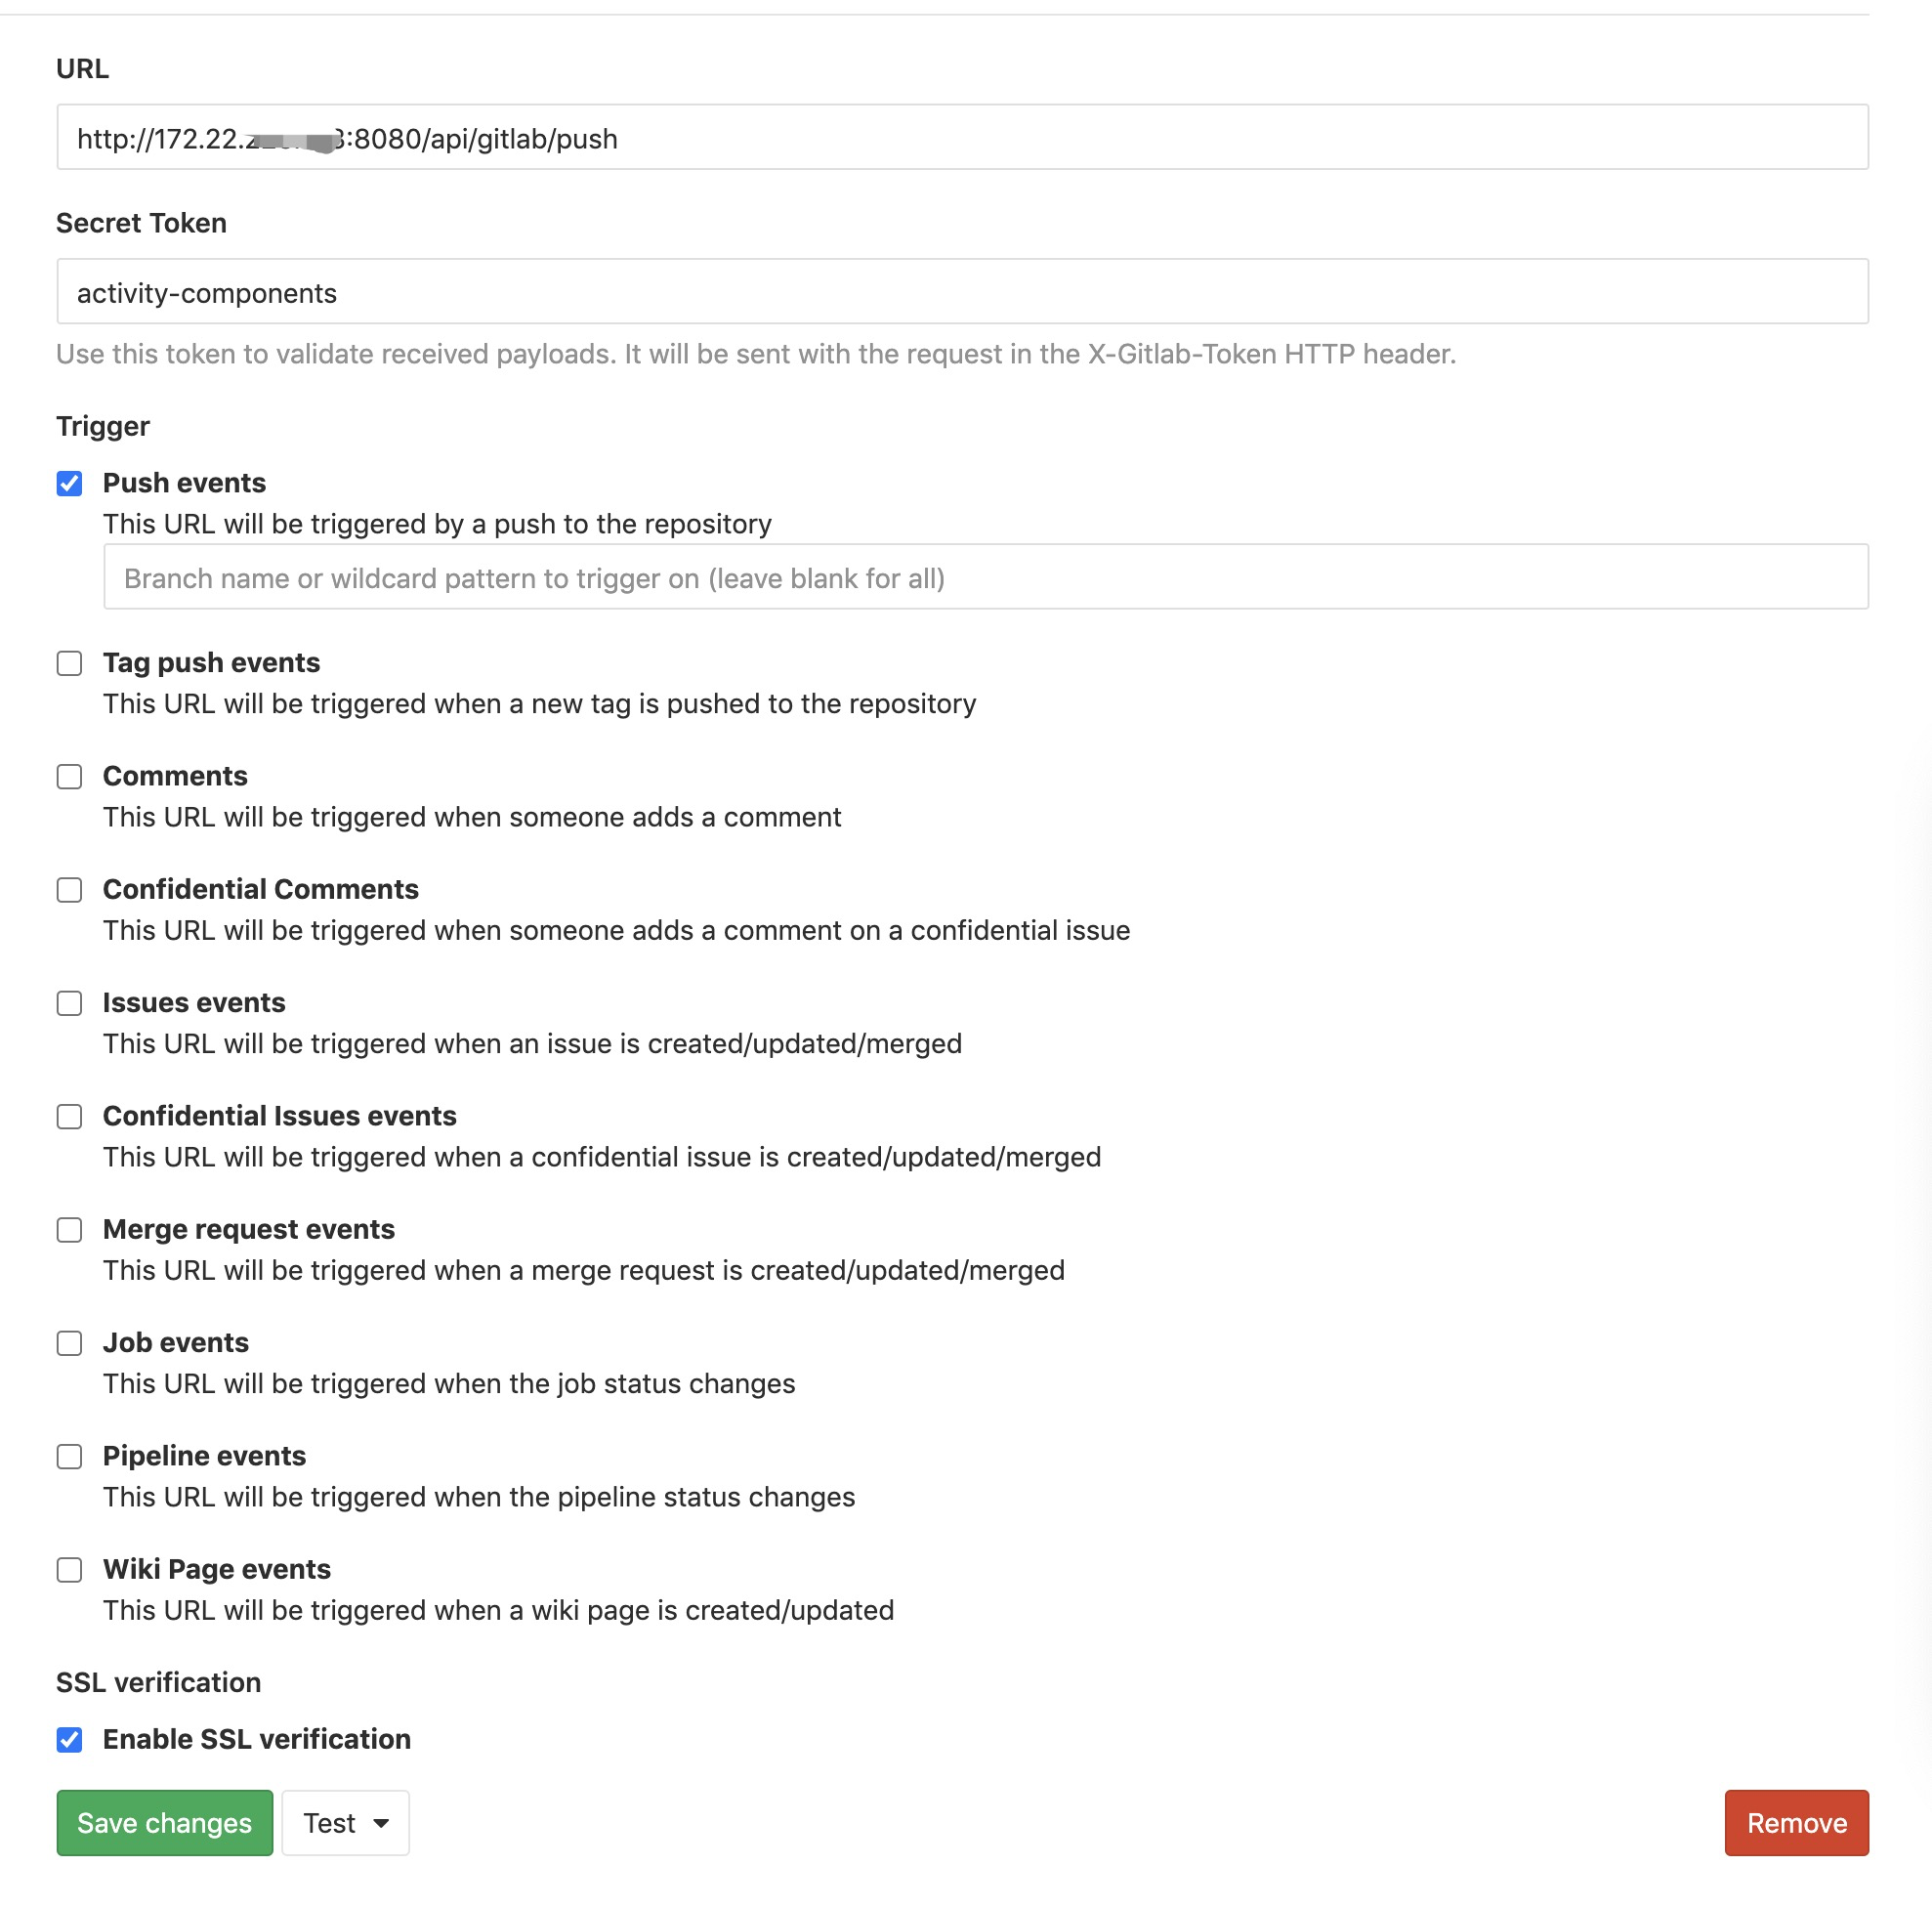 URL
http://172.22. :8080/api/gitlab/push
Secret Token
activity-components
Use this token to validate received payloads. It will be sent with the request in the X-Gitlab-Token HTTP header.
Trigger
Push events
This URL will be triggered by a push to the repository
Branch name or wildcard pattern to trigger on (leave blank for all)
Tag push events
This URL will be triggered when a new tag is pushed to the repository
Comments
This URL will be triggered when someone adds a comment
Confidential Comments
This URL will be triggered when someone adds a comment on a confidential issue
Issues events
This URL will be triggered when an issue is created/updated/merged
Confidential Issues events
This URL will be triggered when a confidential issue is created/updated/merged
Merge request events
This URL will be triggered when a merge request is created/updated/merged
Job events
This URL will be triggered when the job status changes
Pipeline events
This URL will be triggered when the pipeline status changes
Wiki Page events
This URL will be triggered when a wiki page is created/updated
SSL verification
Enable SSL verification
Save changes Test Remove